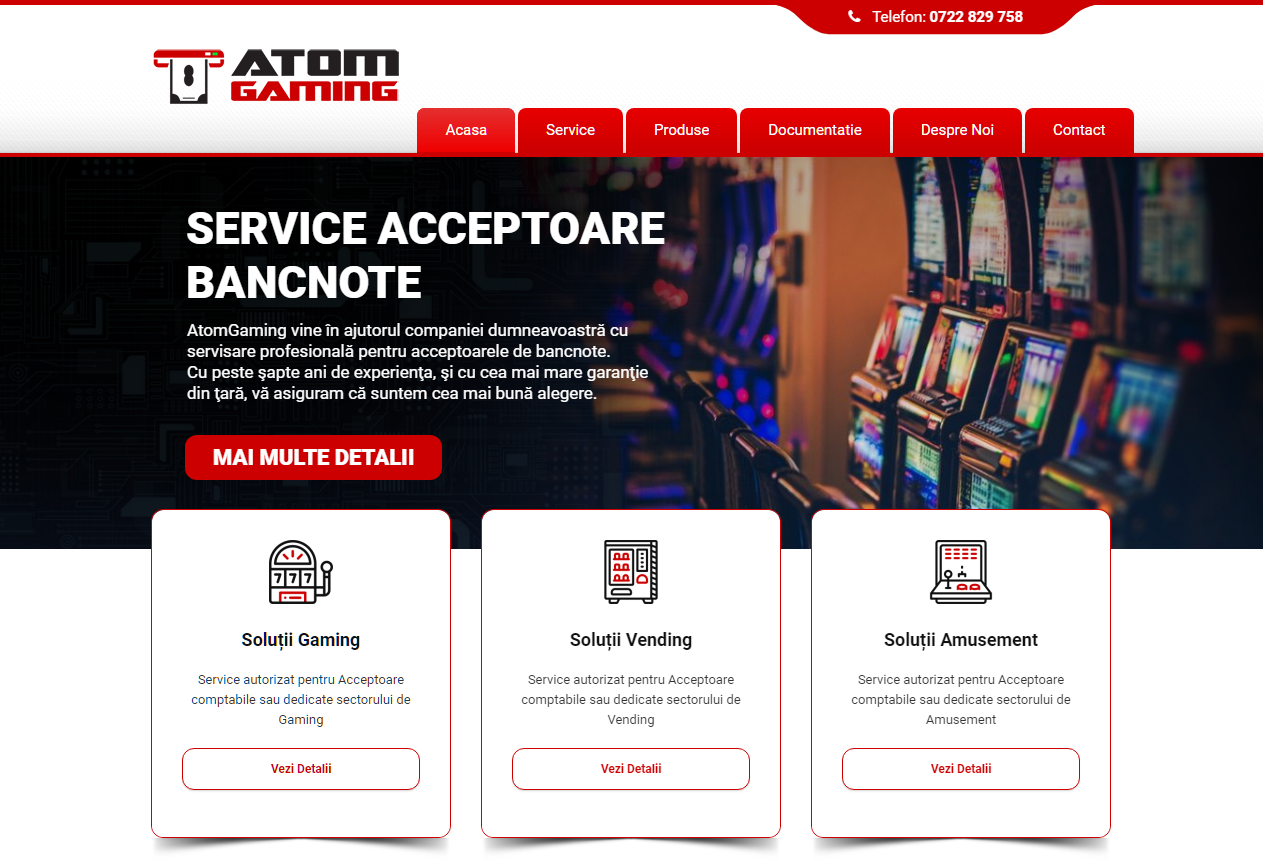 Telefon: 0722 829 758
ATOM
GAMING
Acasa
Service
Produse
Documentatie
Despre Noi
Contact
SERVICE ACCEPTOARE
BANCNOTE
AtomGaming vine în ajutorul companiei dumneavoastră cu
servisare profesională pentru acceptoarele de bancnote.
Cu peste şapte ani de experienţa, şi cu cea mai mare garanţie
din ţară, vă asiguram că suntem cea mai bună alegere.
MAI MULTE DETALII
777
Soluții Gaming
Service autorizat pentru Acceptoare
comptabile sau dedicate sectorului de
Gaming
Vezi Detalii
Soluții Vending
Service autorizat pentru Acceptoare
comptabile sau dedicate sectorului de
Vending
Vezi Detalii
Soluții Amusement
Service autorizat pentru Acceptoare
comptabile sau dedicate sectorului de
Amusement
Vezi Detalii